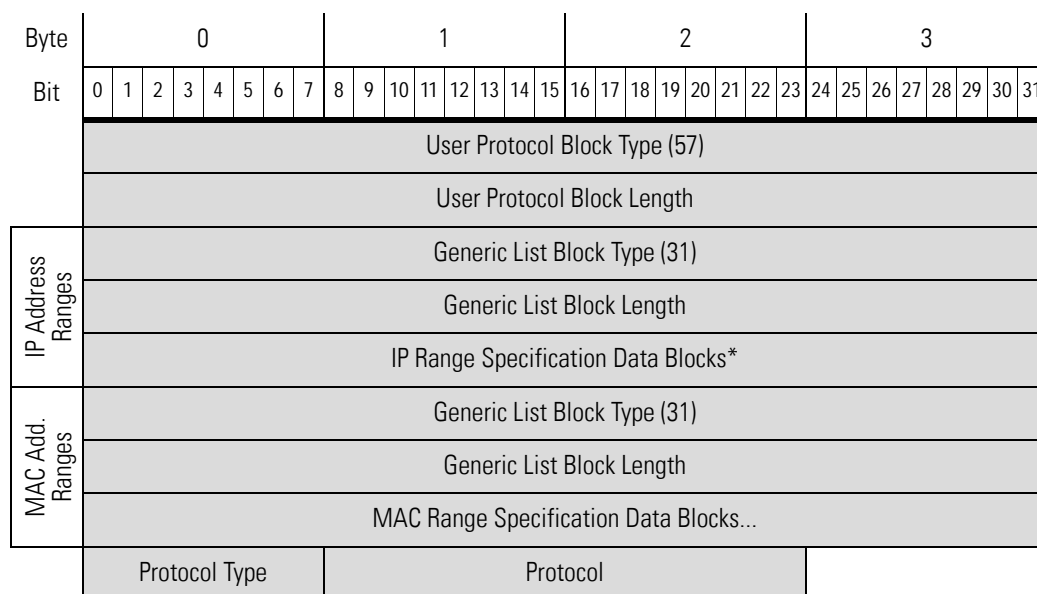 Byte 0 1 2 3
Bit 0 1 2 3 4 5 6 7 8 9 10 11 12 13 14 15 16 17 18 19 20 21 22 23 24 25 26 27 28 29 30 31
User Protocol Block Type (57)
User Protocol Block Length
IP Address
Ranges
Generic List Block Type (31)
Generic List Block Length
IP Range Specification Data Blocks*
MAC Add.
Ranges
Generic List Block Type (31)
Generic List Block Length
MAC Range Specification Data Blocks...
Protocol Type Protocol